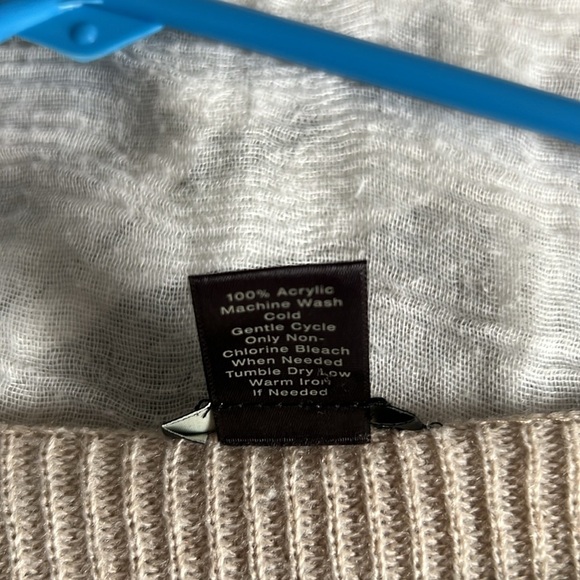 100% Acrylic
Machine Wash
Cold
Gentle Cycle
Only Non-
Chlorine Bleach
When Needed
Tumble Dry Low
Warm Iron
If Needed